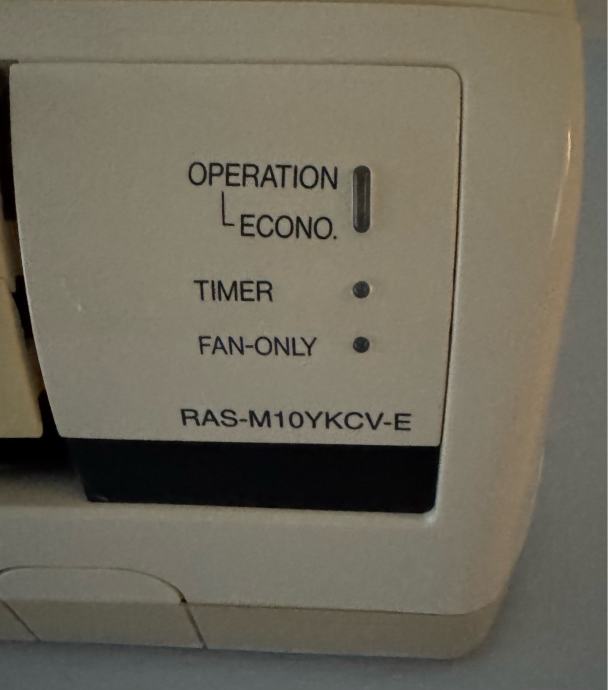 OPERATION
ECONO.
TIMER
FAN-ONLY
RAS-M10YKCV-E